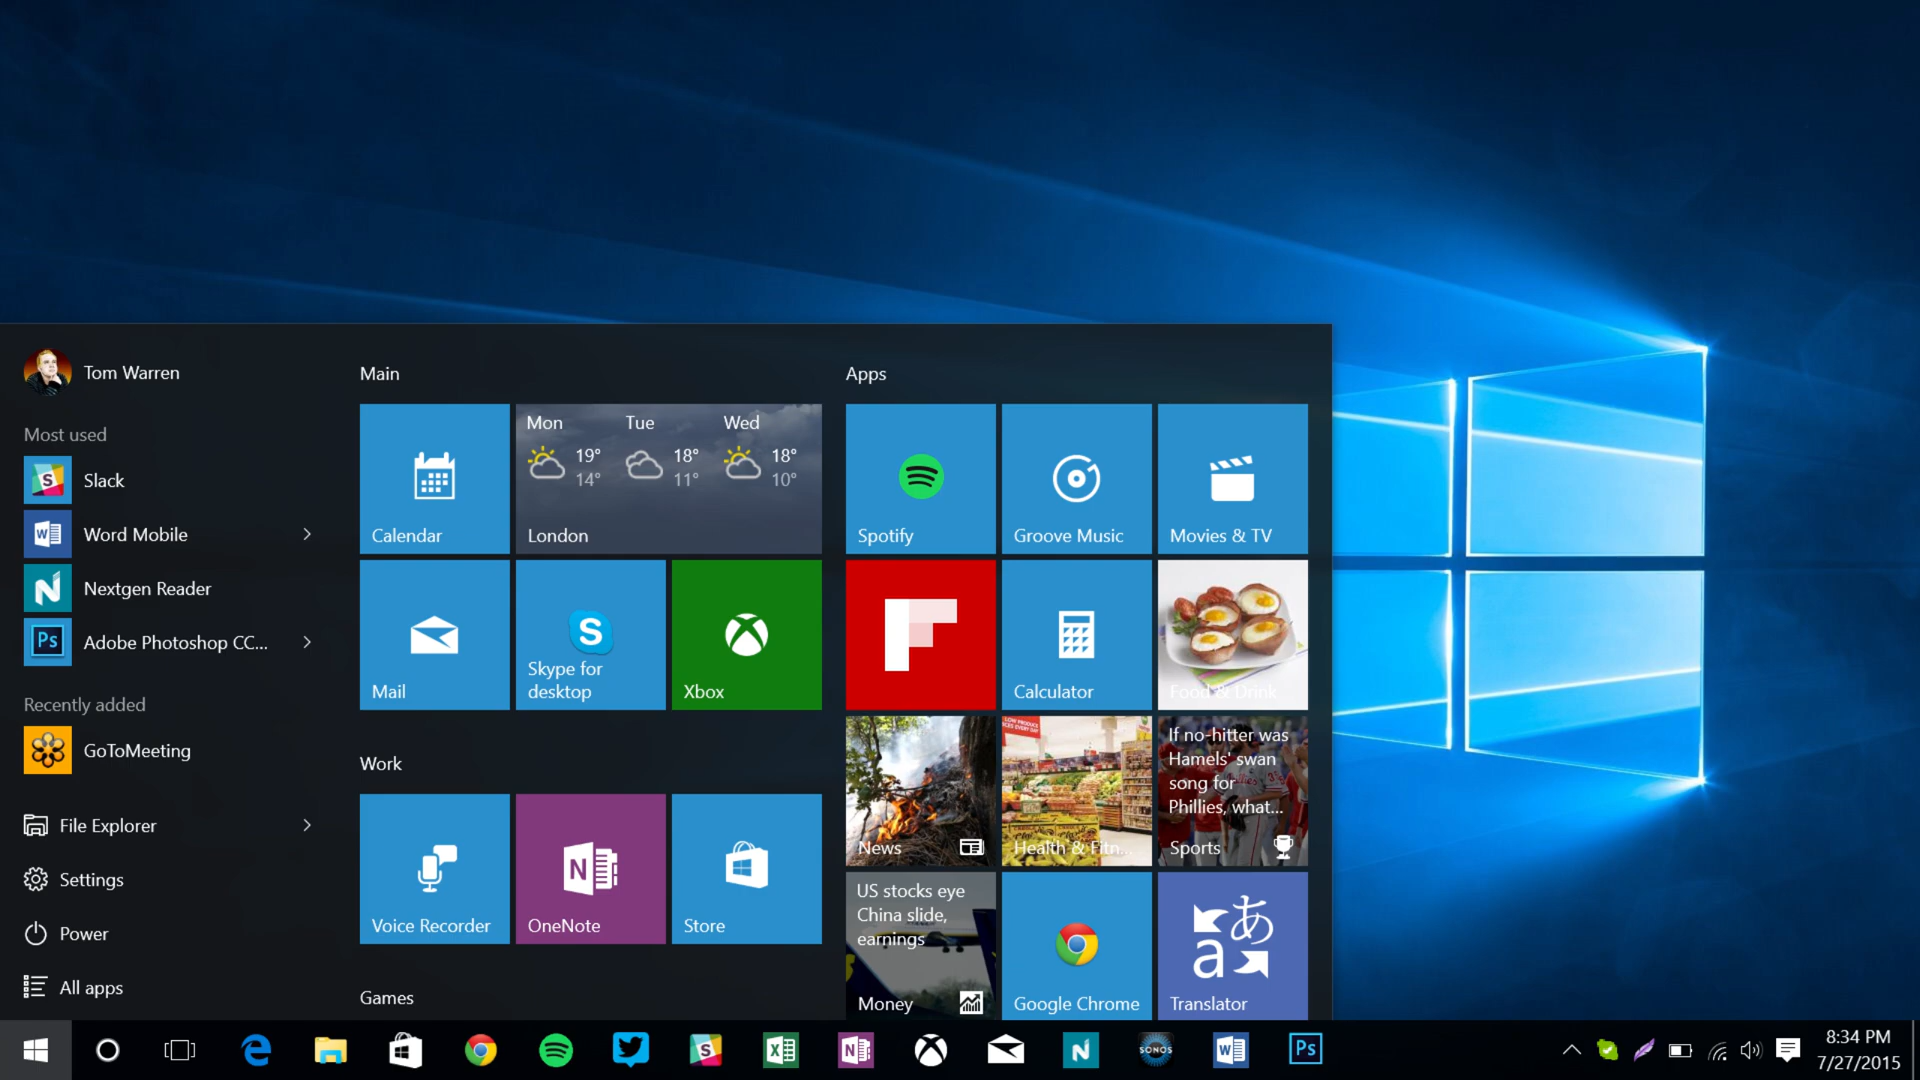 Tom Warren
Most used
Slack
Word Mobile
Nextgen Reader
Adobe Photoshop CC...
Recently added
GoToMeeting
File Explorer
Settings
Power
All apps
Main
Calendar
Mon Tue Wed
19° 18° 18°
14° 11° 10°
London
Mail
S
Skype for
desktop
Xbox
Work
Voice Recorder
N
OneNote
Store
Games
Apps
Spotify
Groove Music
Movies & TV
Calculator
Food & Drink
News
Health & Fitn...
If no-hitter was
Hamels' swan
song for
Phillies, what...
Sports
US stocks eye
China slide,
earnings
Money
Google Chrome
あ
a
Translator
SONOS
Ps
8:34 PM
7/27/2015